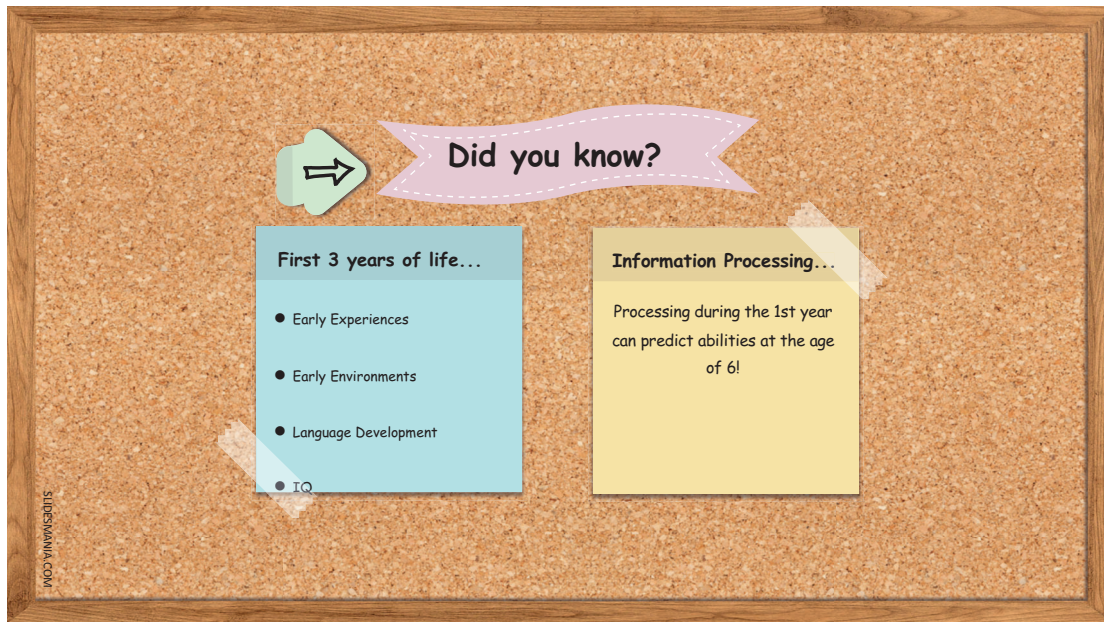 Did you know?
First 3 years of life...
● Early Experiences
● Early Environments
● Language Development
● IQ
Information Processing...
Processing during the 1st year
can predict abilities at the age
of 6!
SLIDESMANIA.COM